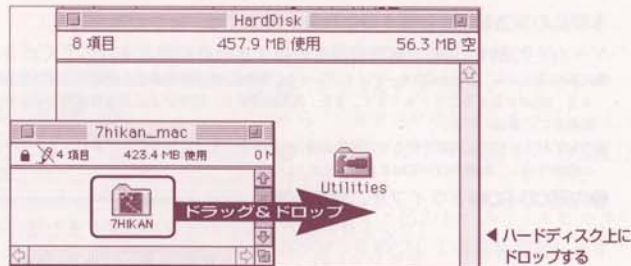 HardDisk
8 項目 457.9 MB 使用 56.3 MB 空
7hikan_mac
4 項目 423.4 MB 使用 0 M
7HIKAN
Utilities
ドラッグ&ドロップ
◀ハードディスク上に
ドロップする